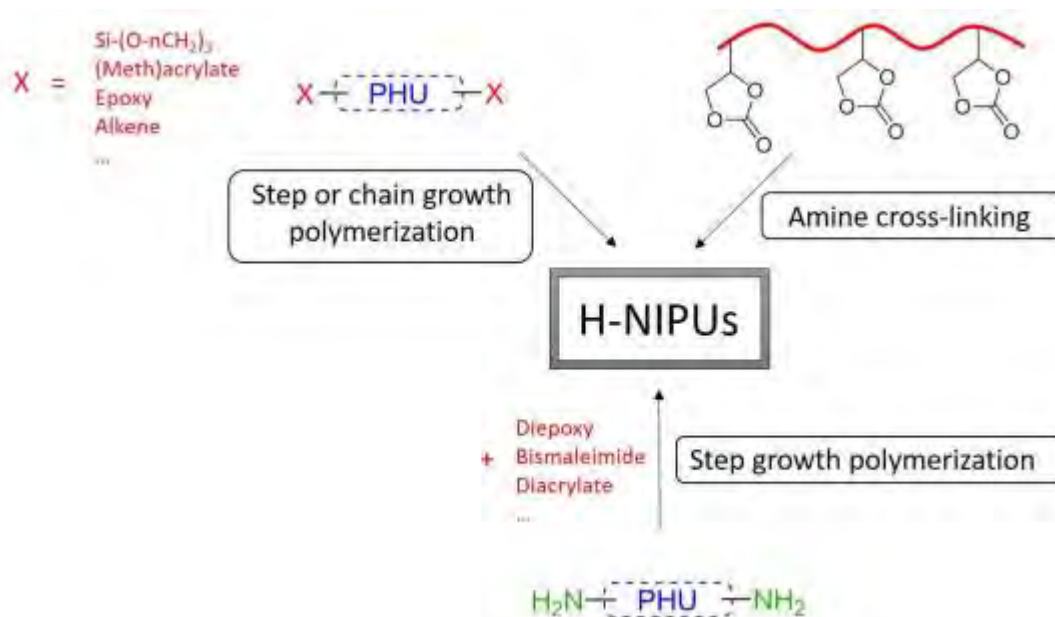 X =
Si-(O-nCH₂)₃
(Meth)acrylate
Epoxy
Alkene
...
X PHU X
O
O
O
O
O
O
O
O
O
Step or chain growth
polymerization
Amine cross-linking
H-NIPUs
+
Diepoxy
Bismaleimide
Diacrylate
...
Step growth polymerization
H₂N PHU NH₂